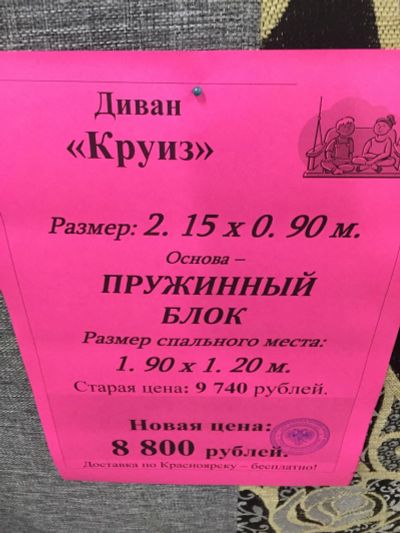 Диван
«Круиз»
Размер: 2. 15 х 0. 90 м.
Основа –
ПРУЖИННЫЙ
БЛОК
Размер спального места:
1. 90 х 1. 20 м.
Старая цена: 9 740 рублей.
Новая цена:
8 800 рублей.
Доставка по Красноярску – бесплатно!